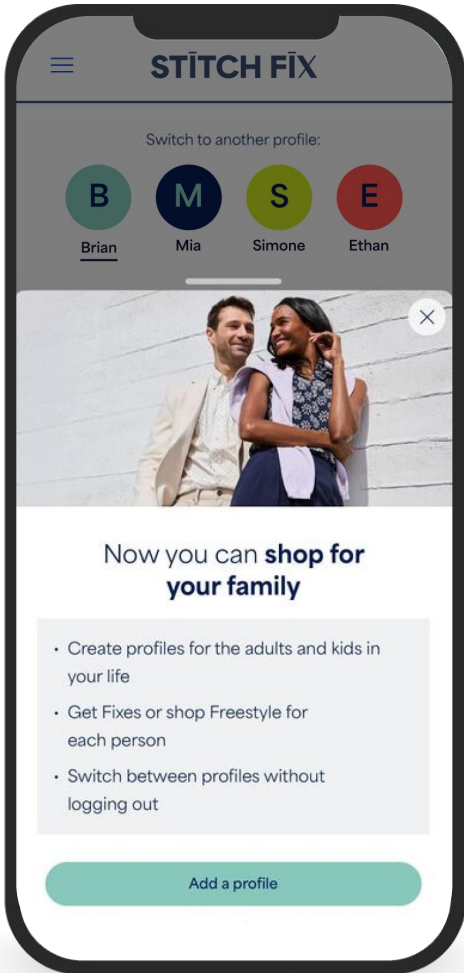 STĪTCH FĪX
Switch to another profile:
B M S E
Brian Mia Simone Ethan
Now you can shop for
your family
• Create profiles for the adults and kids in
your life
• Get Fixes or shop Freestyle for
each person
• Switch between profiles without
logging out
Add a profile